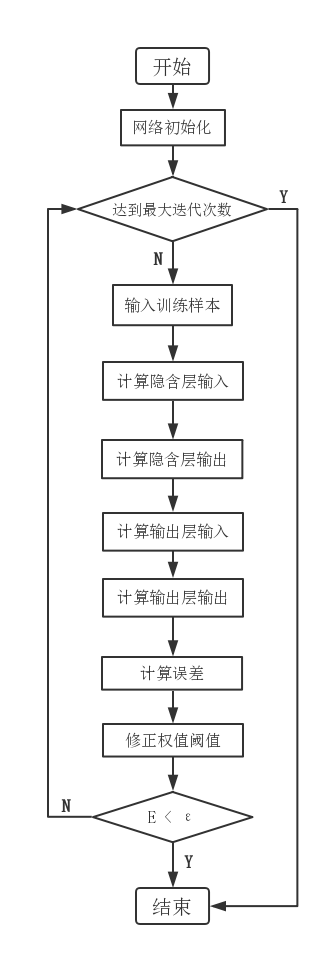 开始
网络初始化
达到最大迭代次数
Y
N
输入训练样本
计算隐含层输入
计算隐含层输出
计算输出层输入
计算输出层输出
计算误差
修正权值阈值
N
E < ε
Y
结束